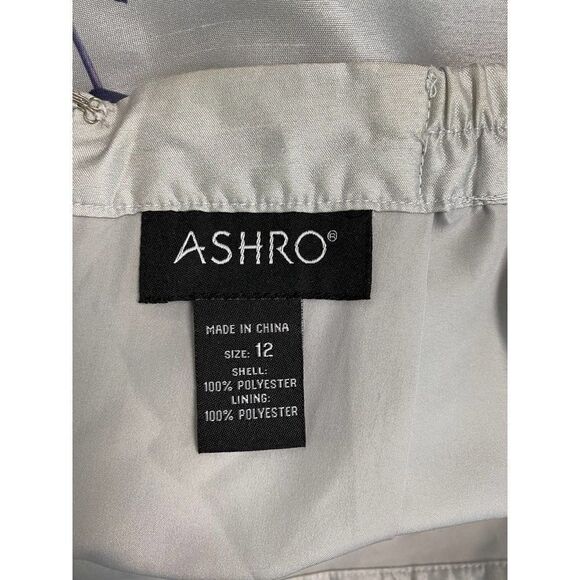 ASHRO®
MADE IN CHINA
SIZE: 12
SHELL:
100% POLYESTER
LINING:
100% POLYESTER